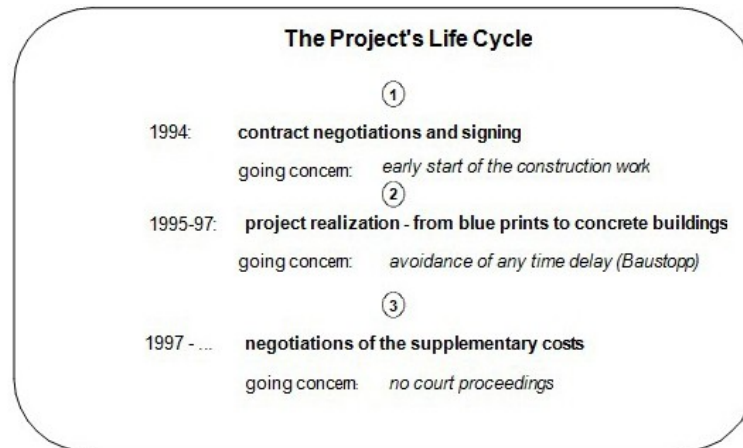 The Project's Life Cycle
1
1994: contract negotiations and signing
going concern: early start of the construction work
2
1995-97: project realization - from blue prints to concrete buildings
going concern: avoidance of any time delay (Baustopp)
3
1997 - ... negotiations of the supplementary costs
going concern: no court proceedings